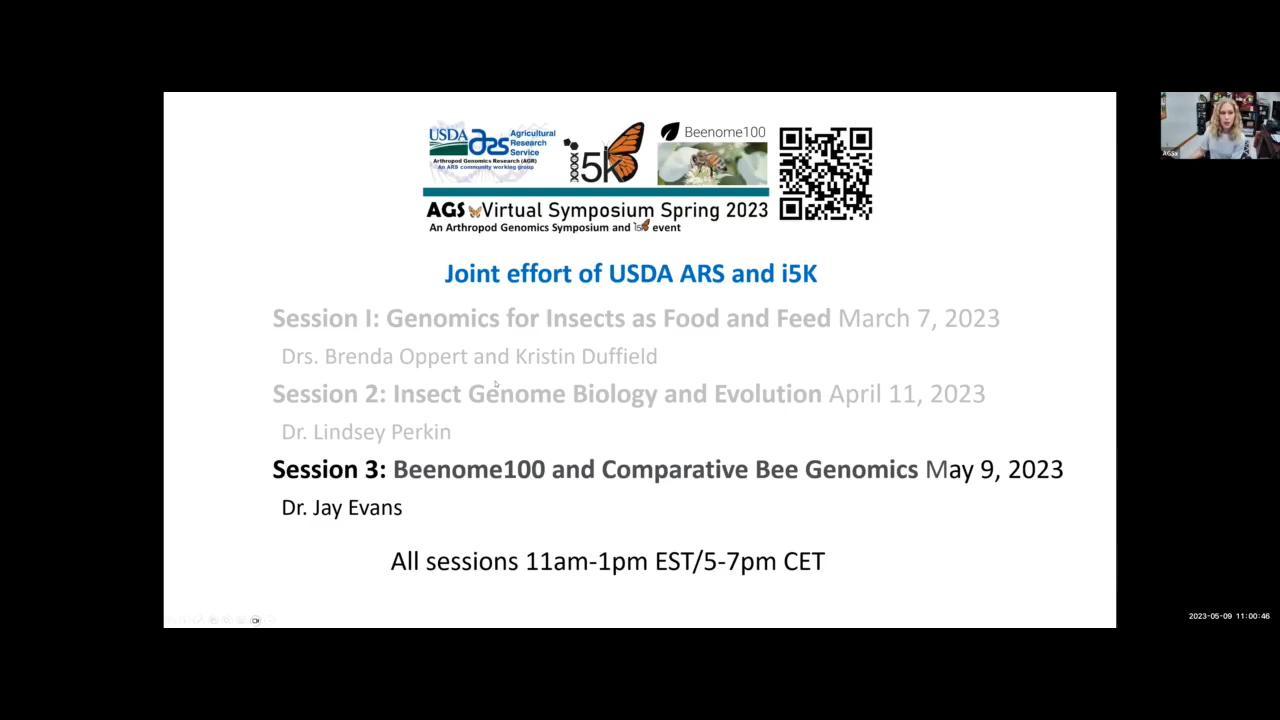 USDA ARS Agricultural
Research
Service
Arthropod Genomics Research (AGR)
An ARS community working group
i5k
Beenome100
AGS Virtual Symposium Spring 2023
An Arthropod Genomics Symposium and i5k event
Joint effort of USDA ARS and i5K
Session I: Genomics for Insects as Food and Feed March 7, 2023
Drs. Brenda Oppert and Kristin Duffield
Session 2: Insect Genome Biology and Evolution April 11, 2023
Dr. Lindsey Perkin
Session 3: Beenome100 and Comparative Bee Genomics May 9, 2023
Dr. Jay Evans
All sessions 11am-1pm EST/5-7pm CET
AGSx
2023-05-09 11:00:46